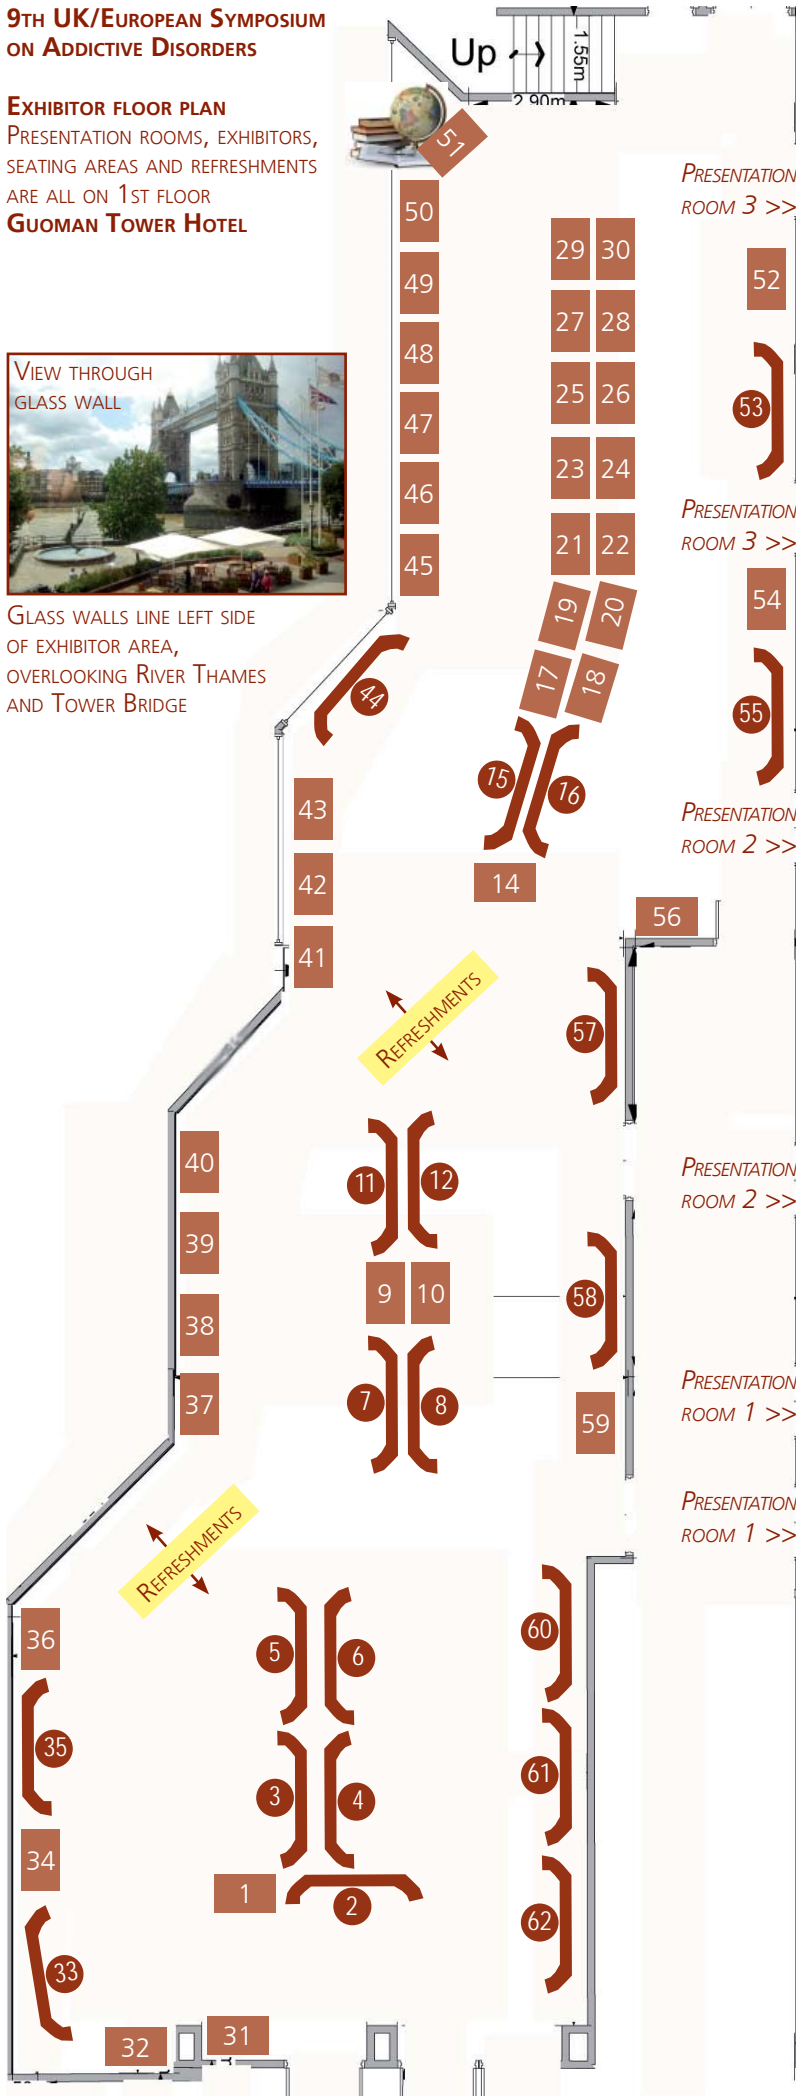 9TH UK/EUROPEAN SYMPOSIUM
ON ADDICTIVE DISORDERS
EXHIBITOR FLOOR PLAN
PRESENTATION ROOMS, EXHIBITORS,
SEATING AREAS AND REFRESHMENTS
ARE ALL ON 1ST FLOOR
GUOMAN TOWER HOTEL
Up
1.55m
2.90m
51
50
PRESENTATION
ROOM 3 >>
29 30
49
52
27 28
48
VIEW THROUGH
GLASS WALL
25 26
53
47
23 24
46
PRESENTATION
ROOM 3 >>
21 22
45
54
19 20
GLASS WALLS LINE LEFT SIDE
OF EXHIBITOR AREA,
OVERLOOKING RIVER THAMES
AND TOWER BRIDGE
17 18
44
55
15 16
43
PRESENTATION
ROOM 2 >>
42
14
56
41
REFRESHMENTS
57
40
11 12
PRESENTATION
ROOM 2 >>
39
9 10
58
38
37
7 8
PRESENTATION
ROOM 1 >>
59
PRESENTATION
ROOM 1 >>
REFRESHMENTS
36
5 6
60
35
3 4
61
34
1
2
62
33
32
31